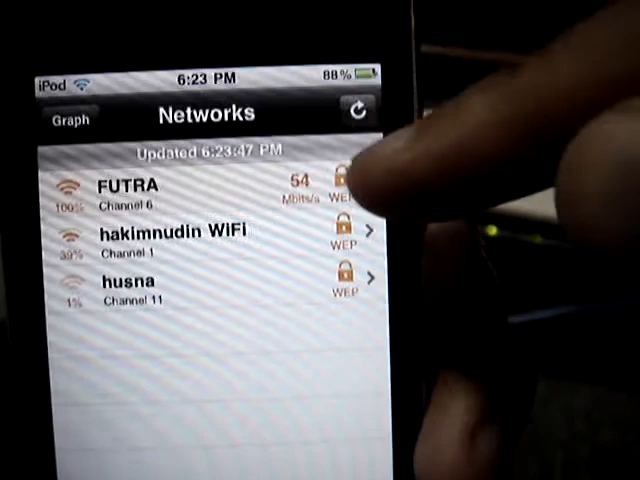 iPod 6:23 PM 88%
Graph Networks
Updated 6:23:47 PM
FUTRA 54
100% Channel 6 Mbits/s WEP
hakimnudin WiFi
39% Channel 1 WEP
husna
1% Channel 11 WEP